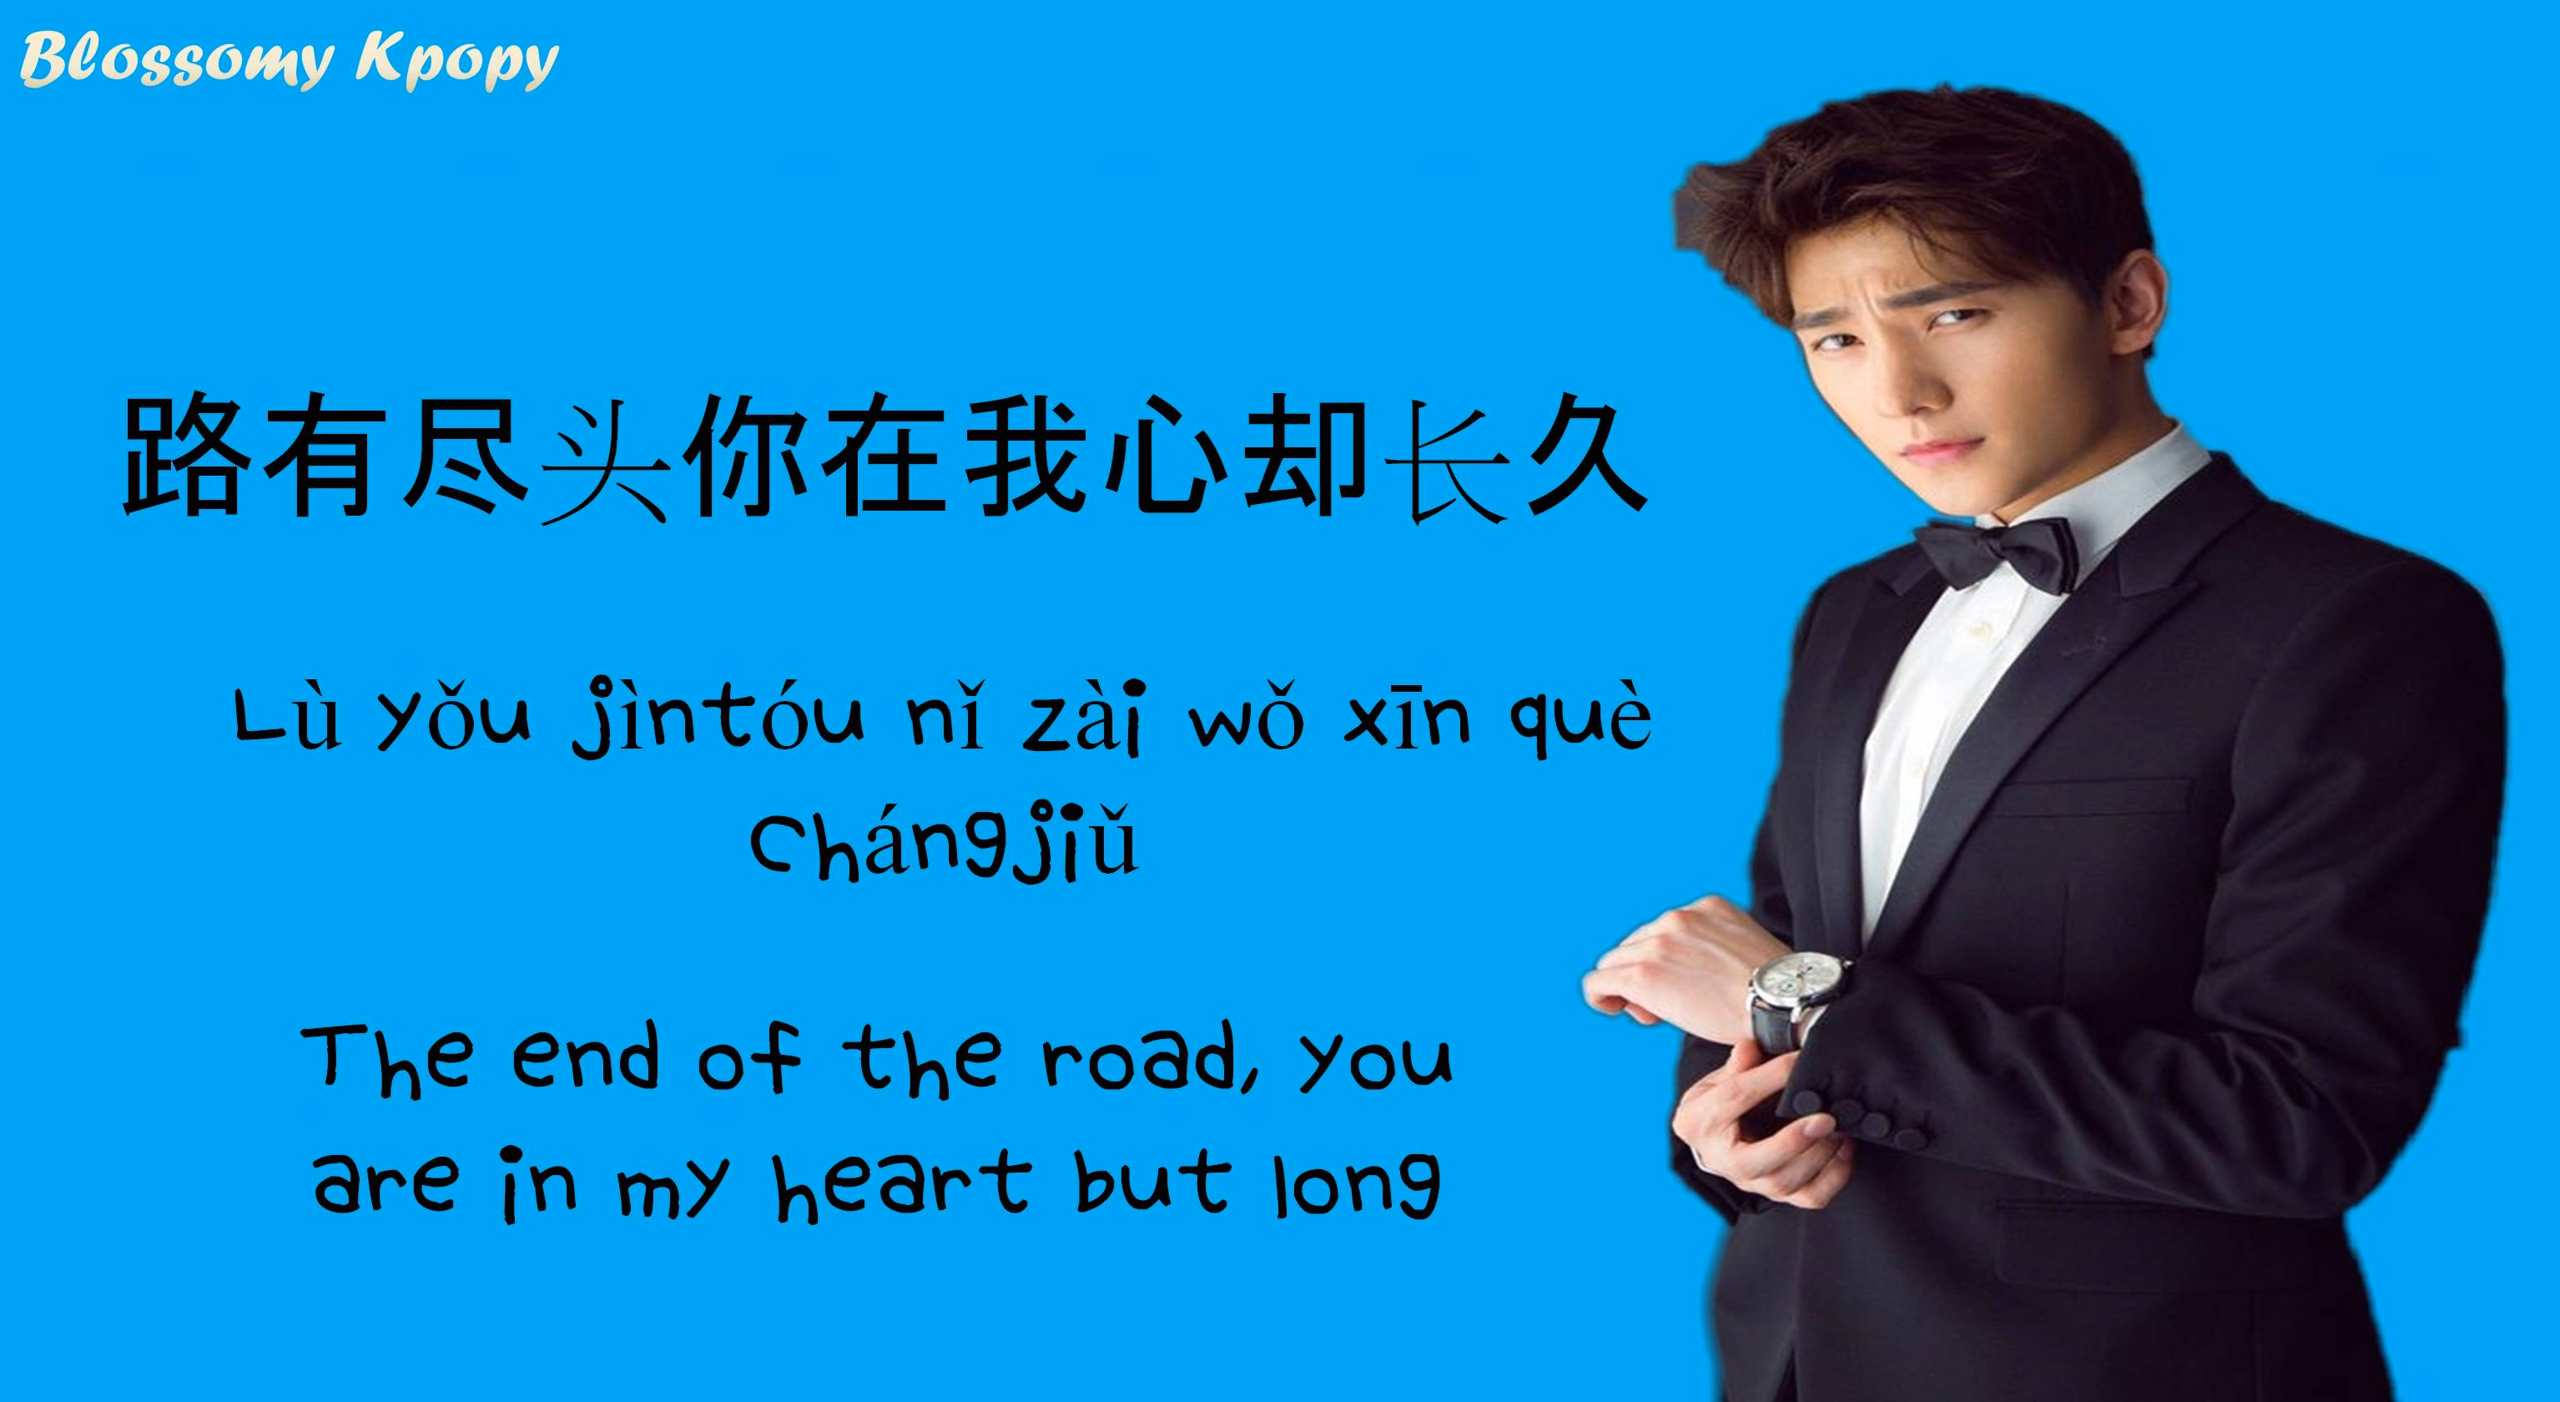 Blossomy Kpopy
路有尽头你在我心却长久
Lù yǒu jìntóu nǐ zài wǒ xīn què
Chángjiǔ
The end of the road, you
are in my heart but long